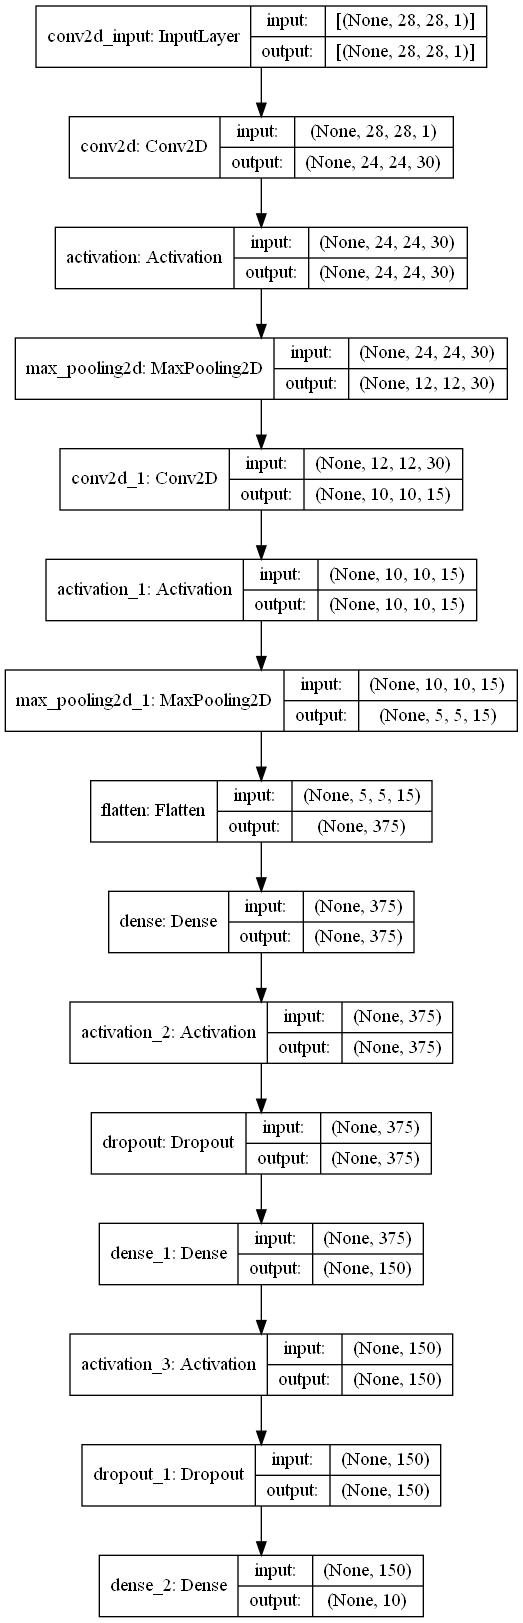 conv2d_input: InputLayer
input: [(None, 28, 28, 1)]
output: [(None, 28, 28, 1)]
conv2d: Conv2D
input: (None, 28, 28, 1)
output: (None, 24, 24, 30)
activation: Activation
input: (None, 24, 24, 30)
output: (None, 24, 24, 30)
max_pooling2d: MaxPooling2D
input: (None, 24, 24, 30)
output: (None, 12, 12, 30)
conv2d_1: Conv2D
input: (None, 12, 12, 30)
output: (None, 10, 10, 15)
activation_1: Activation
input: (None, 10, 10, 15)
output: (None, 10, 10, 15)
max_pooling2d_1: MaxPooling2D
input: (None, 10, 10, 15)
output: (None, 5, 5, 15)
flatten: Flatten
input: (None, 5, 5, 15)
output: (None, 375)
dense: Dense
input: (None, 375)
output: (None, 375)
activation_2: Activation
input: (None, 375)
output: (None, 375)
dropout: Dropout
input: (None, 375)
output: (None, 375)
dense_1: Dense
input: (None, 375)
output: (None, 150)
activation_3: Activation
input: (None, 150)
output: (None, 150)
dropout_1: Dropout
input: (None, 150)
output: (None, 150)
dense_2: Dense
input: (None, 150)
output: (None, 10)